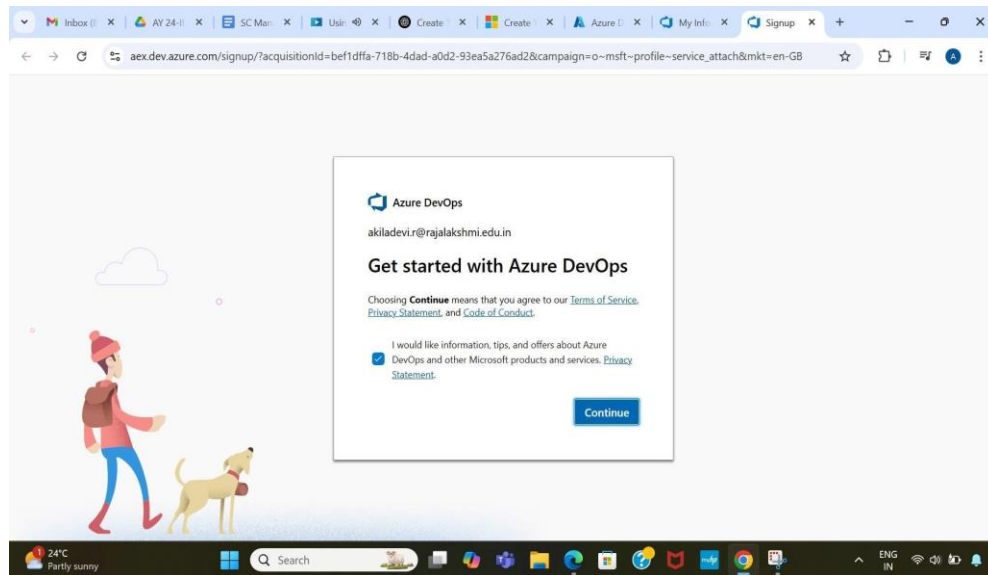 Inbox (
AY 24-II
SC Man
Usin
Create
Create
Azure D
My Info
Signup
aex.dev.azure.com/signup/?acquisitionId=bef1dffa-718b-4dad-a0d2-93ea5a276ad2&campaign=o~msft~profile~service_attach&mkt=en-GB
A
Azure DevOps
akiladevi.r@rajalakshmi.edu.in
Get started with Azure DevOps
Choosing Continue means that you agree to our Terms of Service,
Privacy Statement, and Code of Conduct.
I would like information, tips, and offers about Azure
DevOps and other Microsoft products and services. Privacy
Statement.
Continue
1
24°C
Partly sunny
Search
ENG
IN